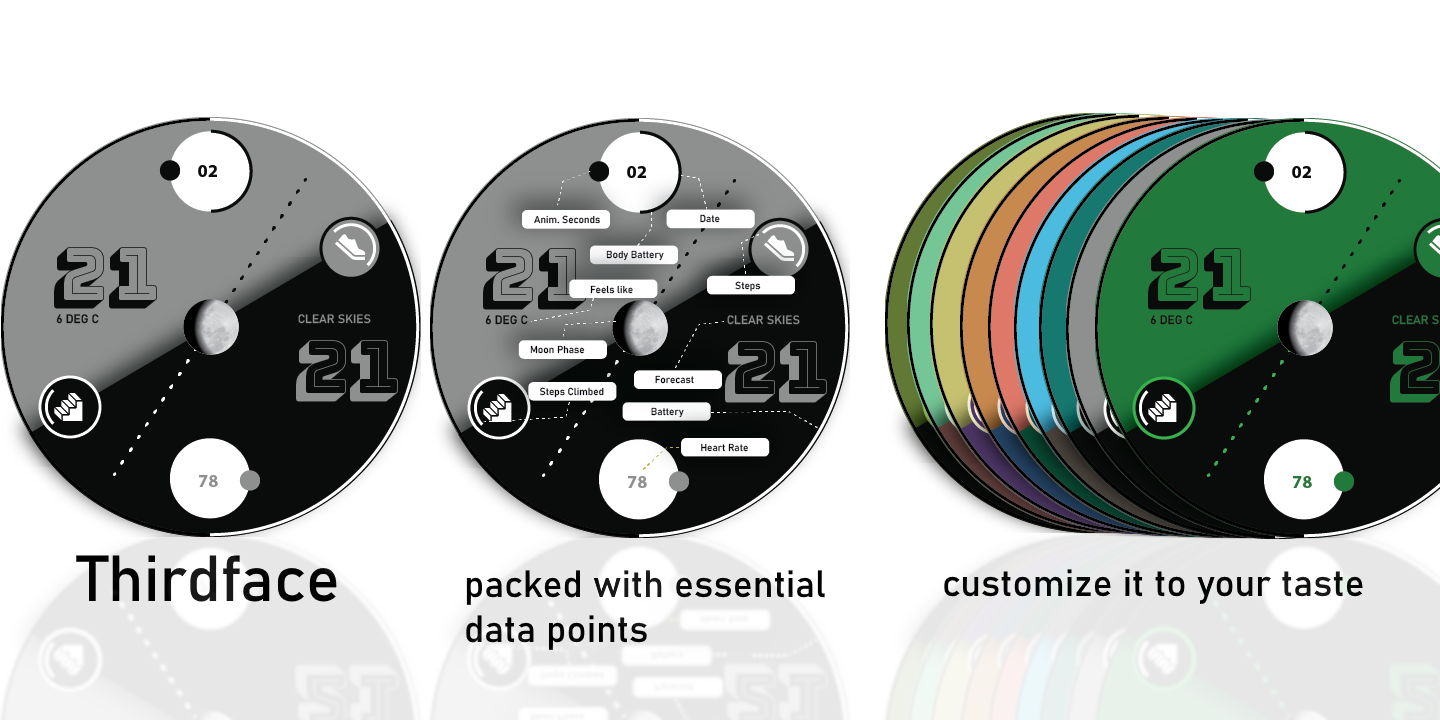 02
21
6 DEG C
CLEAR SKIES
21
78
Thirdface
02
Anim. Seconds
Date
Body Battery
21
Feels like
Steps
6 DEG C
CLEAR SKIES
Moon Phase
21
Forecast
Steps Climbed
Battery
Heart Rate
78
packed with essential
data points
02
21
6 DEG C
CLEAR S
2
78
customize it to your taste